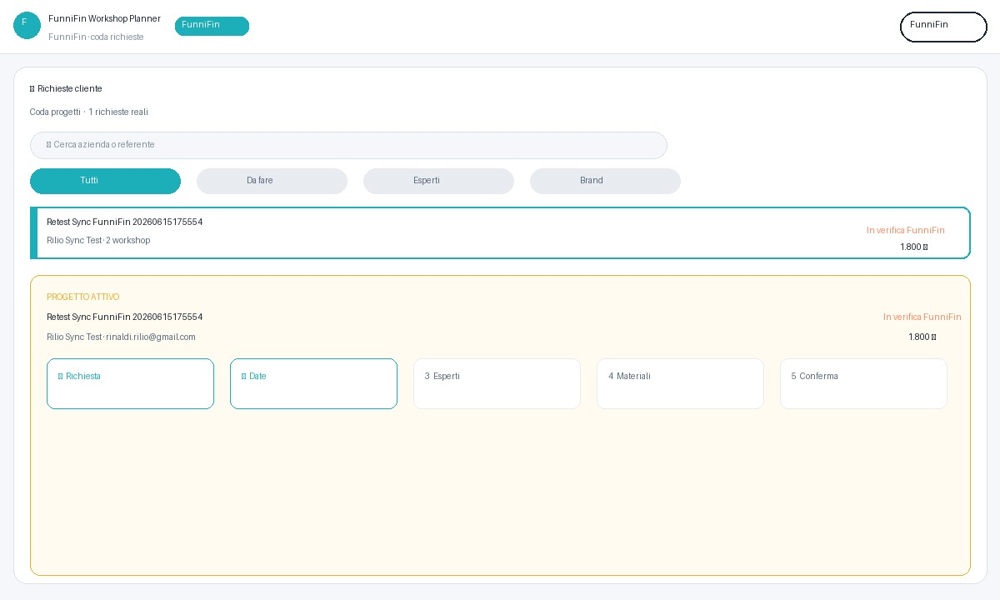 F
FunniFin Workshop Planner
FunniFin · coda richieste
FunniFin
FunniFin
Richieste cliente
Coda progetti · 1 richieste reali
Cerca azienda o referente
Tutti
Da fare
Esperti
Brand
Retest Sync FunniFin 20260615175554
Rilio Sync Test · 2 workshop
In verifica FunniFin
1.800
PROGETTO ATTIVO
Retest Sync FunniFin 20260615175554
Rilio Sync Test · rinaldi.rilio@gmail.com
In verifica FunniFin
1.800
Richiesta
Date
3 Esperti
4 Materiali
5 Conferma